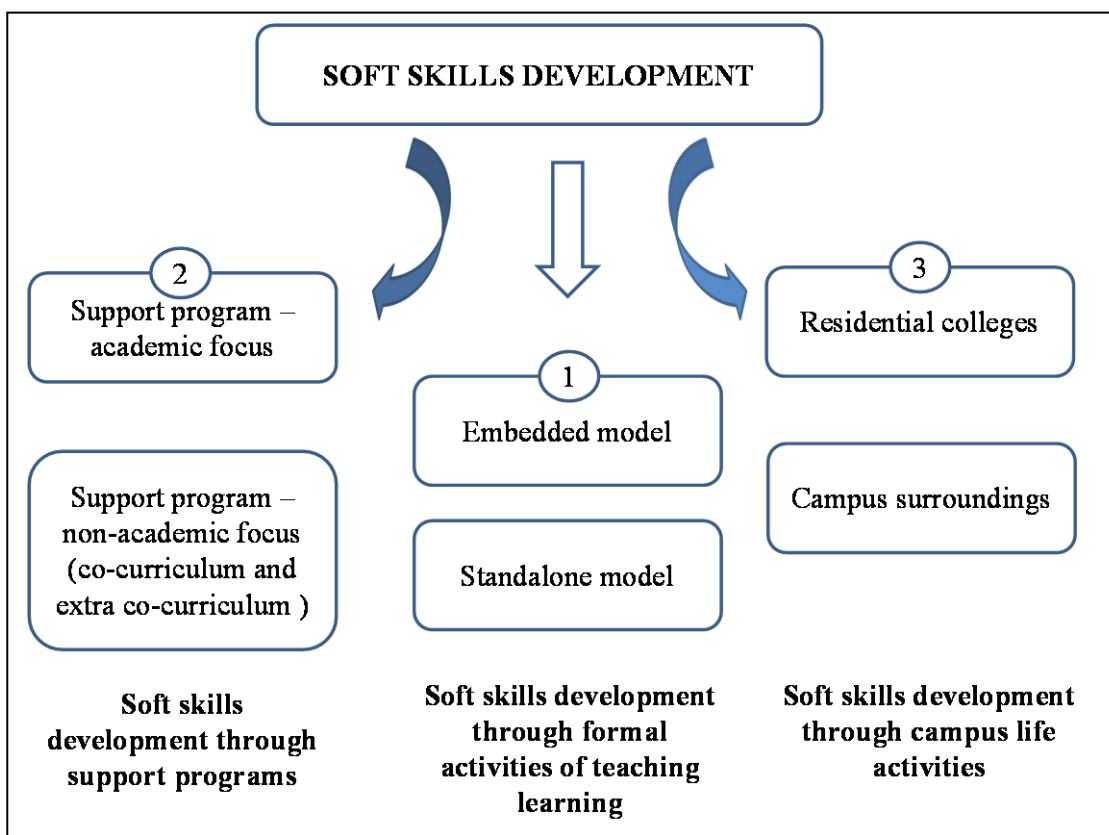 SOFT SKILLS DEVELOPMENT
2
Support program –
academic focus
Support program –
non-academic focus
(co-curriculum and
extra co-curriculum )
Soft skills
development through
support programs
1
Embedded model
Standalone model
Soft skills development
through formal
activities of teaching
learning
3
Residential colleges
Campus surroundings
Soft skills development
through campus life
activities